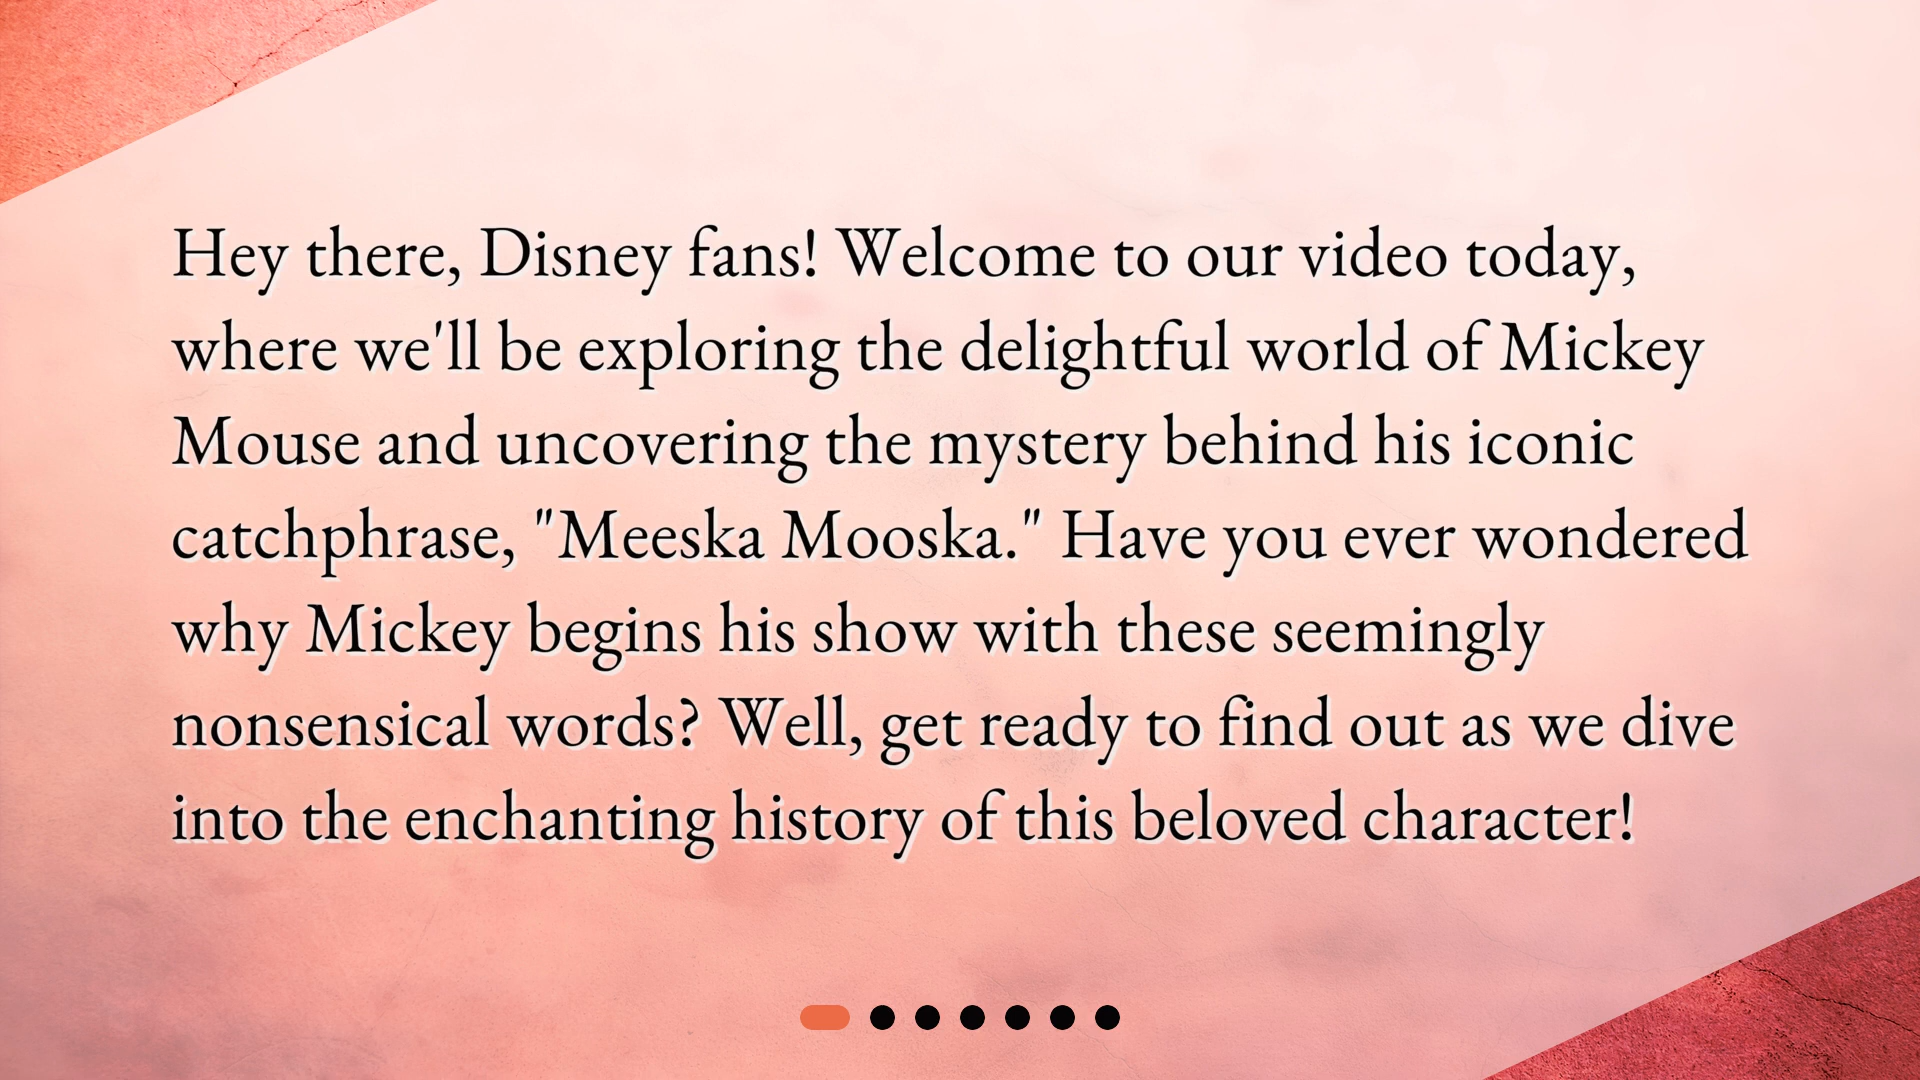 Hey there, Disney fans! Welcome to our video today,
where we'll be exploring the delightful world of Mickey
Mouse and uncovering the mystery behind his iconic
catchphrase, "Meeska Mooska." Have you ever wondered
why Mickey begins his show with these seemingly
nonsensical words? Well, get ready to find out as we dive
into the enchanting history of this beloved character!